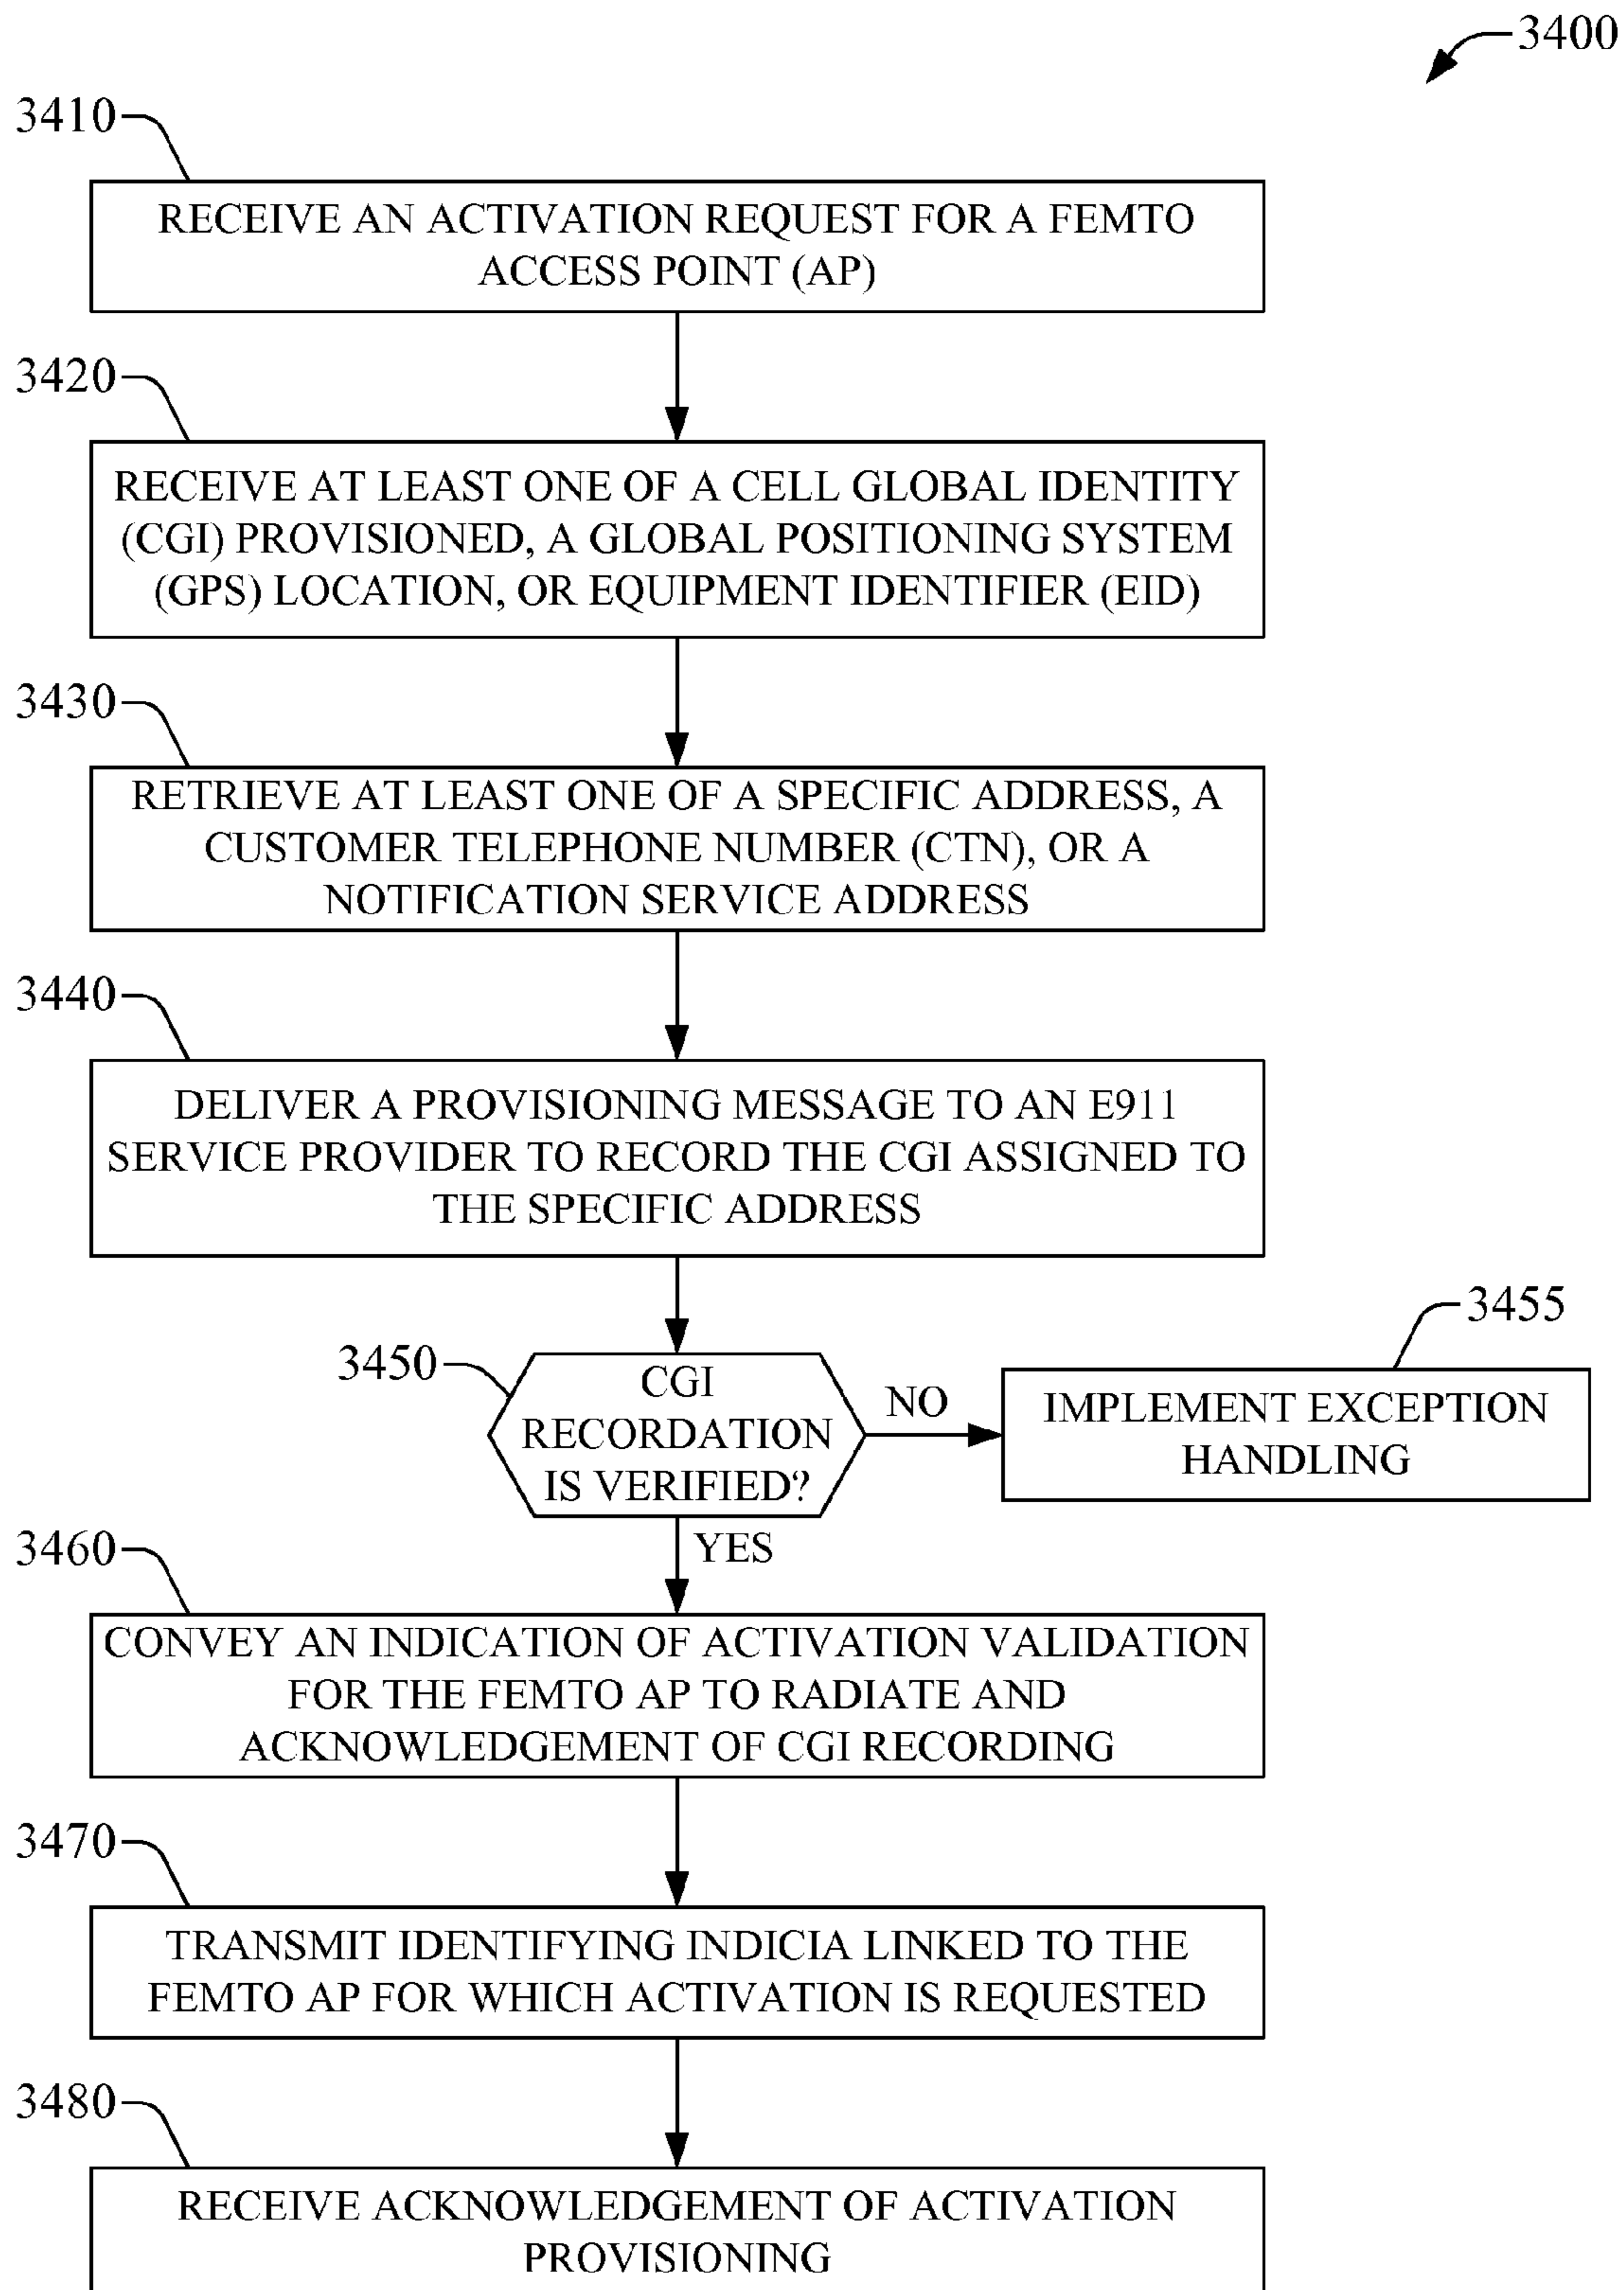 3400
3410
RECEIVE AN ACTIVATION REQUEST FOR A FEMTO
ACCESS POINT (AP)
3420
RECEIVE AT LEAST ONE OF A CELL GLOBAL IDENTITY
(CGI) PROVISIONED, A GLOBAL POSITIONING SYSTEM
(GPS) LOCATION, OR EQUIPMENT IDENTIFIER (EID)
3430
RETRIEVE AT LEAST ONE OF A SPECIFIC ADDRESS, A
CUSTOMER TELEPHONE NUMBER (CTN), OR A
NOTIFICATION SERVICE ADDRESS
3440
DELIVER A PROVISIONING MESSAGE TO AN E911
SERVICE PROVIDER TO RECORD THE CGI ASSIGNED TO
THE SPECIFIC ADDRESS
3450
CGI
RECORDATION
IS VERIFIED?
NO
3455
IMPLEMENT EXCEPTION
HANDLING
YES
3460
CONVEY AN INDICATION OF ACTIVATION VALIDATION
FOR THE FEMTO AP TO RADIATE AND
ACKNOWLEDGEMENT OF CGI RECORDING
3470
TRANSMIT IDENTIFYING INDICIA LINKED TO THE
FEMTO AP FOR WHICH ACTIVATION IS REQUESTED
3480
RECEIVE ACKNOWLEDGEMENT OF ACTIVATION
PROVISIONING